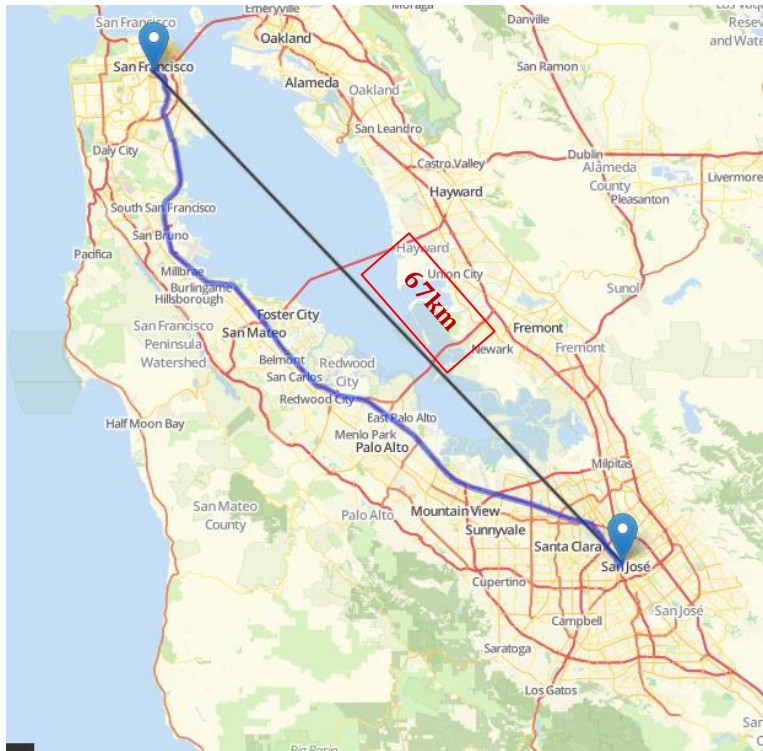 Emeryville
Moraga
San Francisco
Danville
Oakland
and Water
San Francisco
San Ramon
Alameda
Oakland
San Leandro
Daly City
Castro Valley
Dublin
Alameda
County
Livermore
Hayward
Pleasanton
South San Francisco
San Bruno
Hayward
Pacifica
Millbrae
Union City
Burlingame
Hillsborough
67km
Sunol
Foster City
San Francisco
Peninsula
Watershed
San Mateo
Fremont
Newark
Fremont
Belmont
Redwood
City
San Carlos
Redwood City
East Palo Alto
Half Moon Bay
Menlo Park
Palo Alto
Milpitas
San Mateo
County
Palo Alto
Mountain View
Sunnyvale
Santa Clara
San José
Cupertino
San José
Campbell
Saratoga
Los Gatos
San
Big Basin